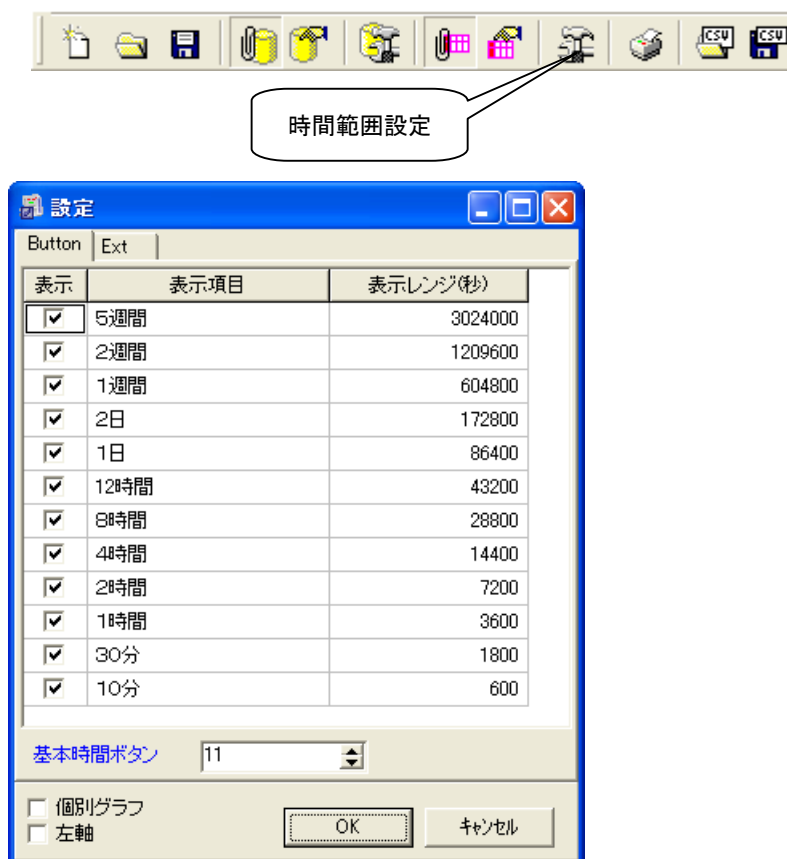 CSV CSV
時間範囲設定
設定
Button Ext
表示 表示項目 表示レンジ(秒)
5週間 3024000
2週間 1209600
1週間 604800
2日 172800
1日 86400
12時間 43200
8時間 28800
4時間 14400
2時間 7200
1時間 3600
30分 1800
10分 600
基本時間ボタン 11
個別グラフ
左軸
OK キャンセル